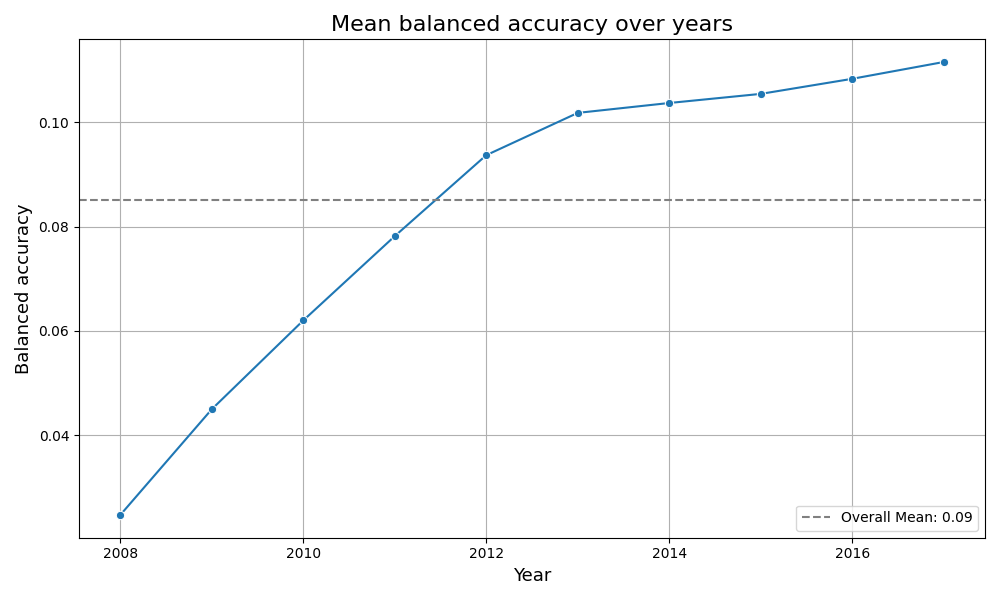 Mean balanced accuracy over years
Balanced accuracy
0.10
0.08
0.06
0.04
Overall Mean: 0.09
2008 2010 2012 2014 2016
Year